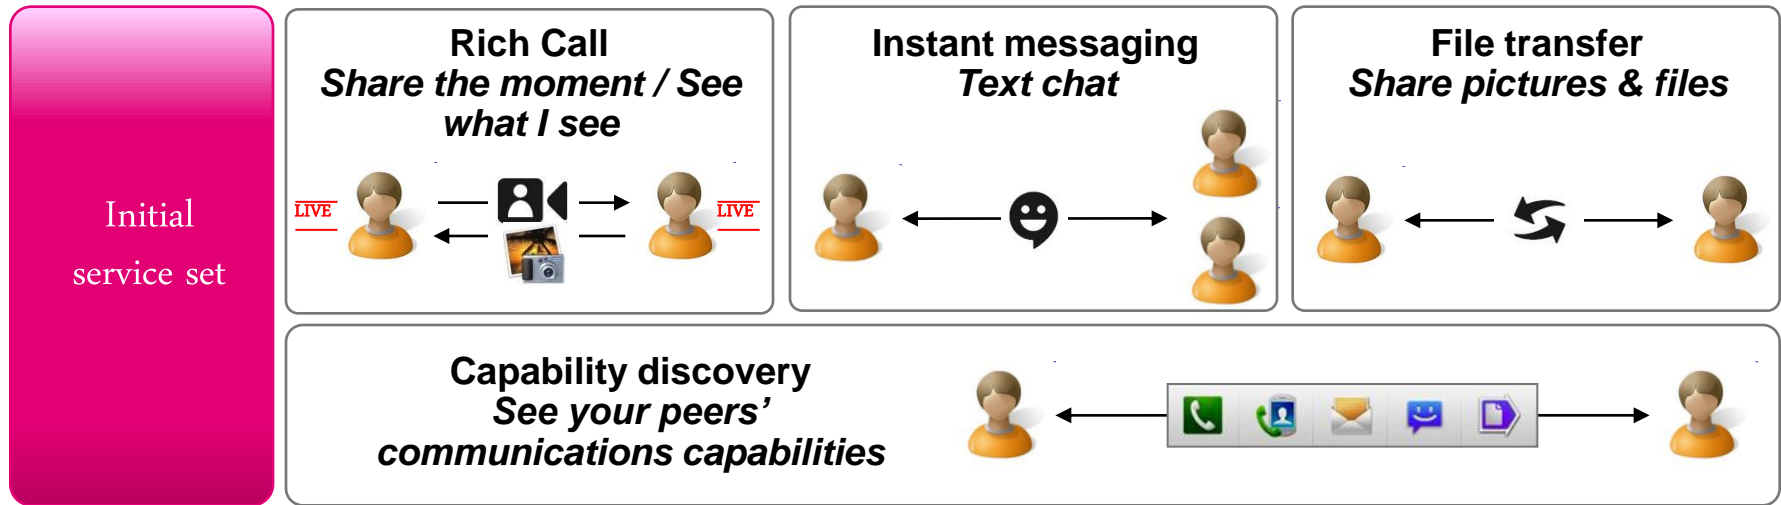 Initial
service set
Rich Call
Share the moment / See
what I see
LIVE
LIVE
Instant messaging
Text chat
File transfer
Share pictures & files
Capability discovery
See your peers’
communications capabilities